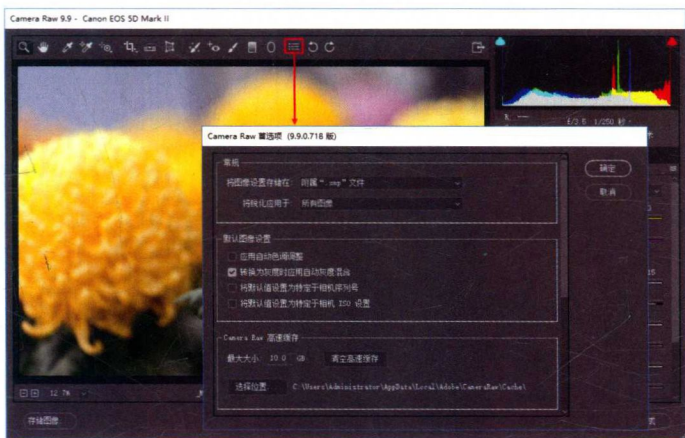 Camera Raw 9.9 - Canon EOS 5D Mark II
f/3.5 1/250 秒
Camera Raw 首选项 (9.9.0.718 版)
常规
将图像设置存储在: 附属“.xmp”文件
将锐化应用于: 所有图像
确定
取消
默认图像设置
应用自动色调调整
转换为灰度时应用自动灰度混合
将默认值设置为特定于相机序列号
将默认值设置为特定于相机 ISO 设置
Camera Raw 高速缓存
最大大小: 10.0 GB 清空高速缓存
选择位置 C:\Users\Administrator\AppData\Local\Adobe\CameraRaw\Cache\
12.7%
存储图像